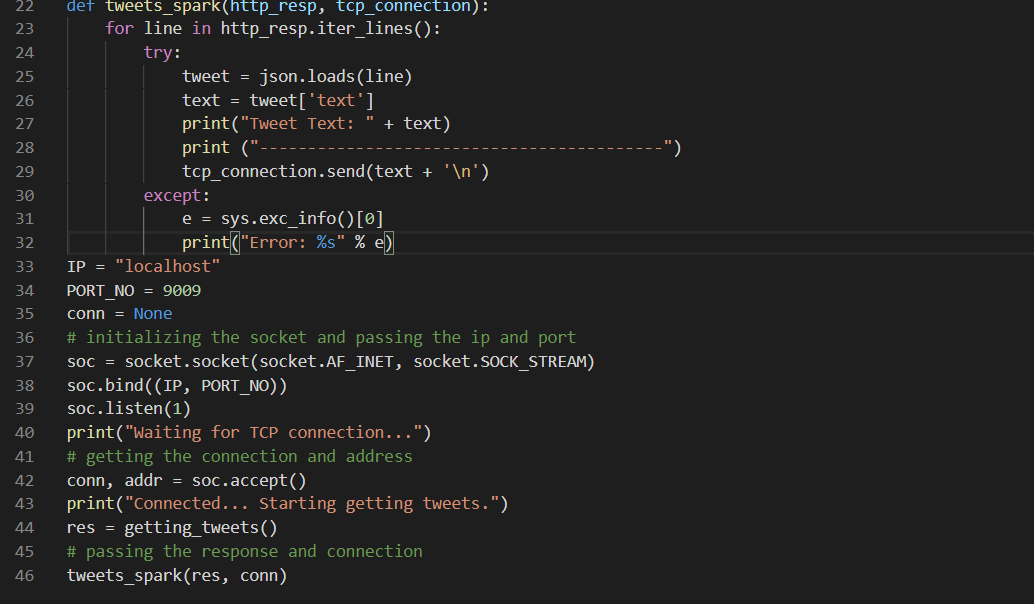 22 def tweets_spark(http_resp, tcp_connection):
23     for line in http_resp.iter_lines():
24         try:
25             tweet = json.loads(line)
26             text = tweet['text']
27             print("Tweet Text: " + text)
28             print ("------------------------------------------")
29             tcp_connection.send(text + '\n')
30         except:
31             e = sys.exc_info()[0]
32             print("Error: %s" % e)
33 IP = "localhost"
34 PORT_NO = 9009
35 conn = None
36 # initializing the socket and passing the ip and port
37 soc = socket.socket(socket.AF_INET, socket.SOCK_STREAM)
38 soc.bind((IP, PORT_NO))
39 soc.listen(1)
40 print("Waiting for TCP connection...")
41 # getting the connection and address
42 conn, addr = soc.accept()
43 print("Connected... Starting getting tweets.")
44 res = getting_tweets()
45 # passing the response and connection
46 tweets_spark(res, conn)